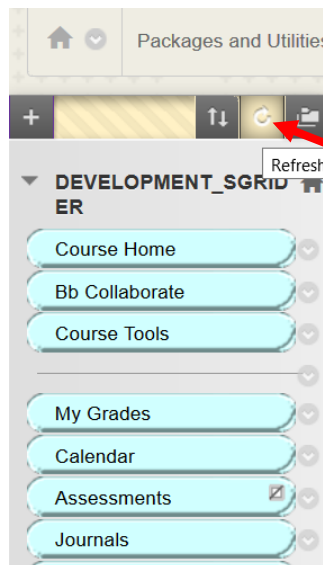 Packages and Utilities
Refresh
DEVELOPMENT_SGRID
ER
Course Home
Bb Collaborate
Course Tools
My Grades
Calendar
Assessments
Journals